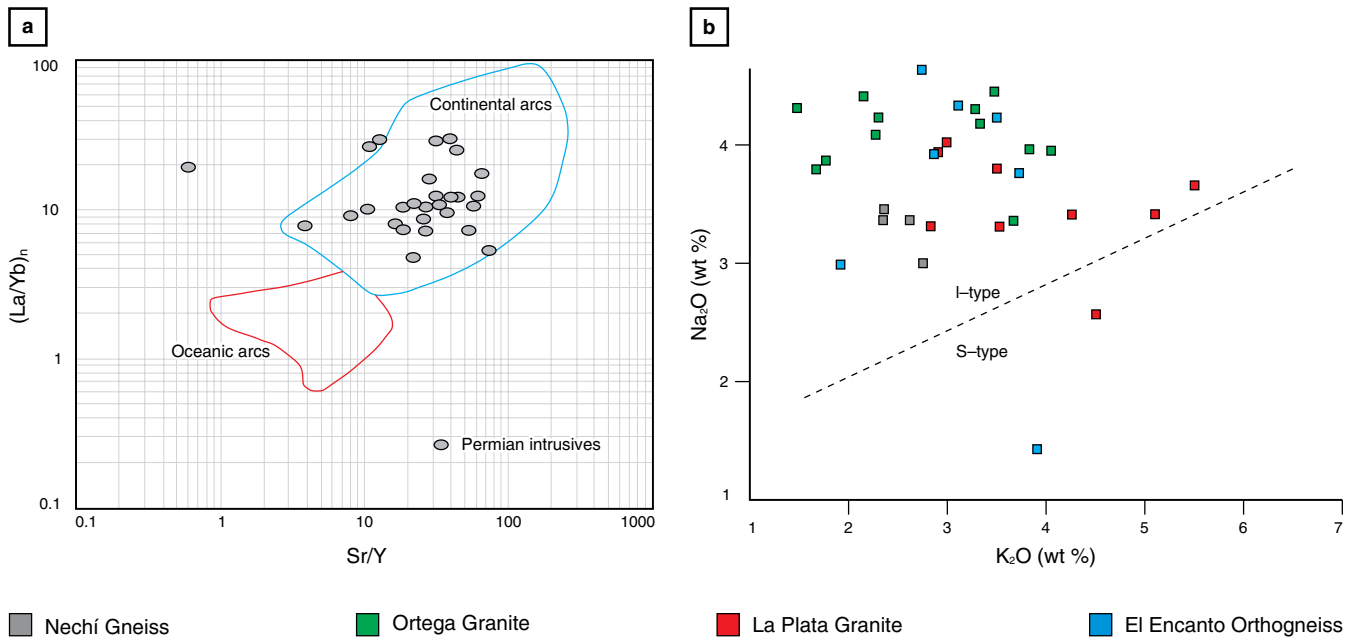 a
100
10
1
0.1
0.1
1
10
100
1000
(La/Yb)n
Sr/Y
Continental arcs
Oceanic arcs
Permian intrusives
b
4
3
2
1
1
2
3
4
5
6
7
Na₂O (wt %)
K₂O (wt %)
I–type
S–type
Nechí Gneiss
Ortega Granite
La Plata Granite
El Encanto Orthogneiss